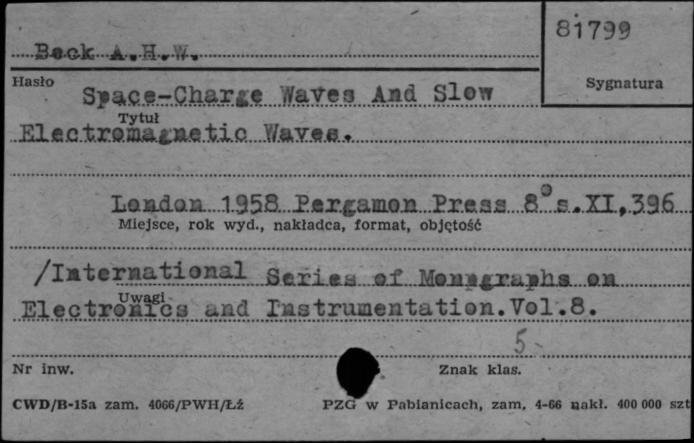 81799
Beck A.H.W.
Hasło
Sygnatura
Space-Charge Waves And Slow
Tytuł
Electromagnetic Waves.
London 1958 Pergamon Press 8° s.XI,396
Miejsce, rok wyd., nakładca, format, objętość
/International Series of Monographs on
Uwagi
Electronics and Instrumentation.Vol.8.
5
Nr inw.
Znak klas.
CWD/B-15a zam. 4066/PWH/Łź
PZG w Pabianicach, zam. 4-66 nakł. 400 000 szt